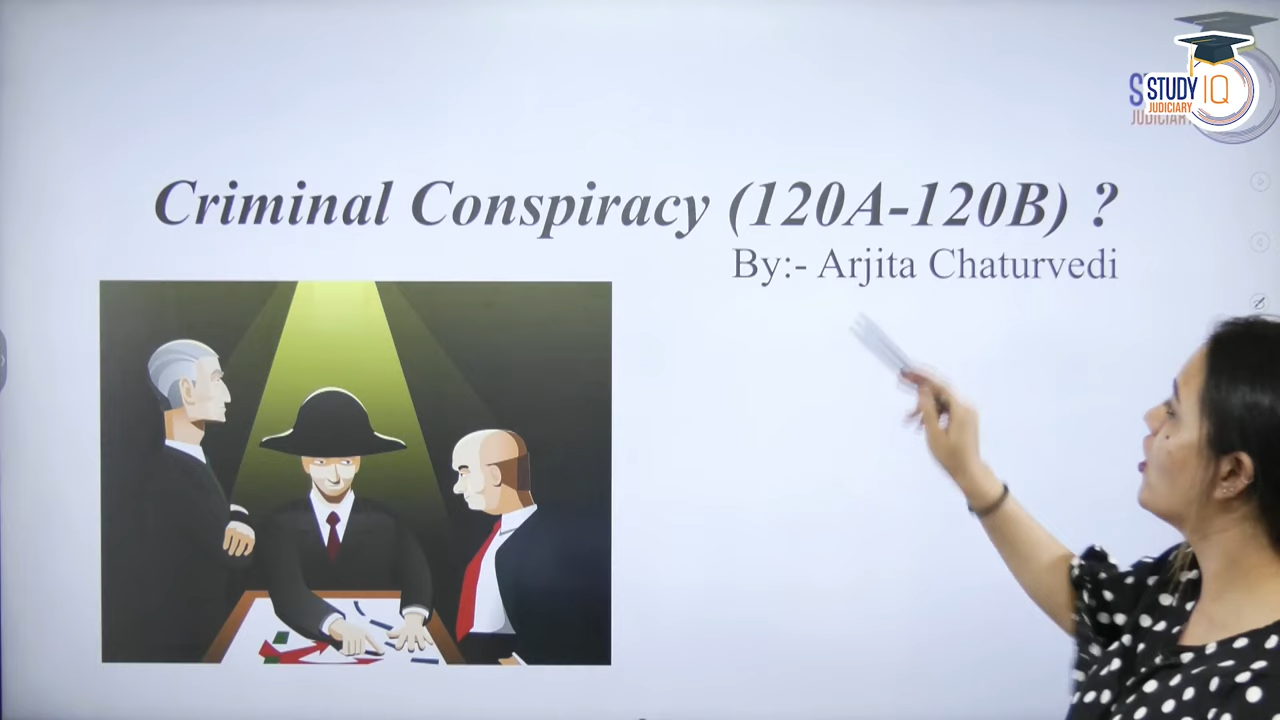 STUDY IQ
JUDICIARY
Criminal Conspiracy (120A-120B) ?
By:- Arjita Chaturvedi